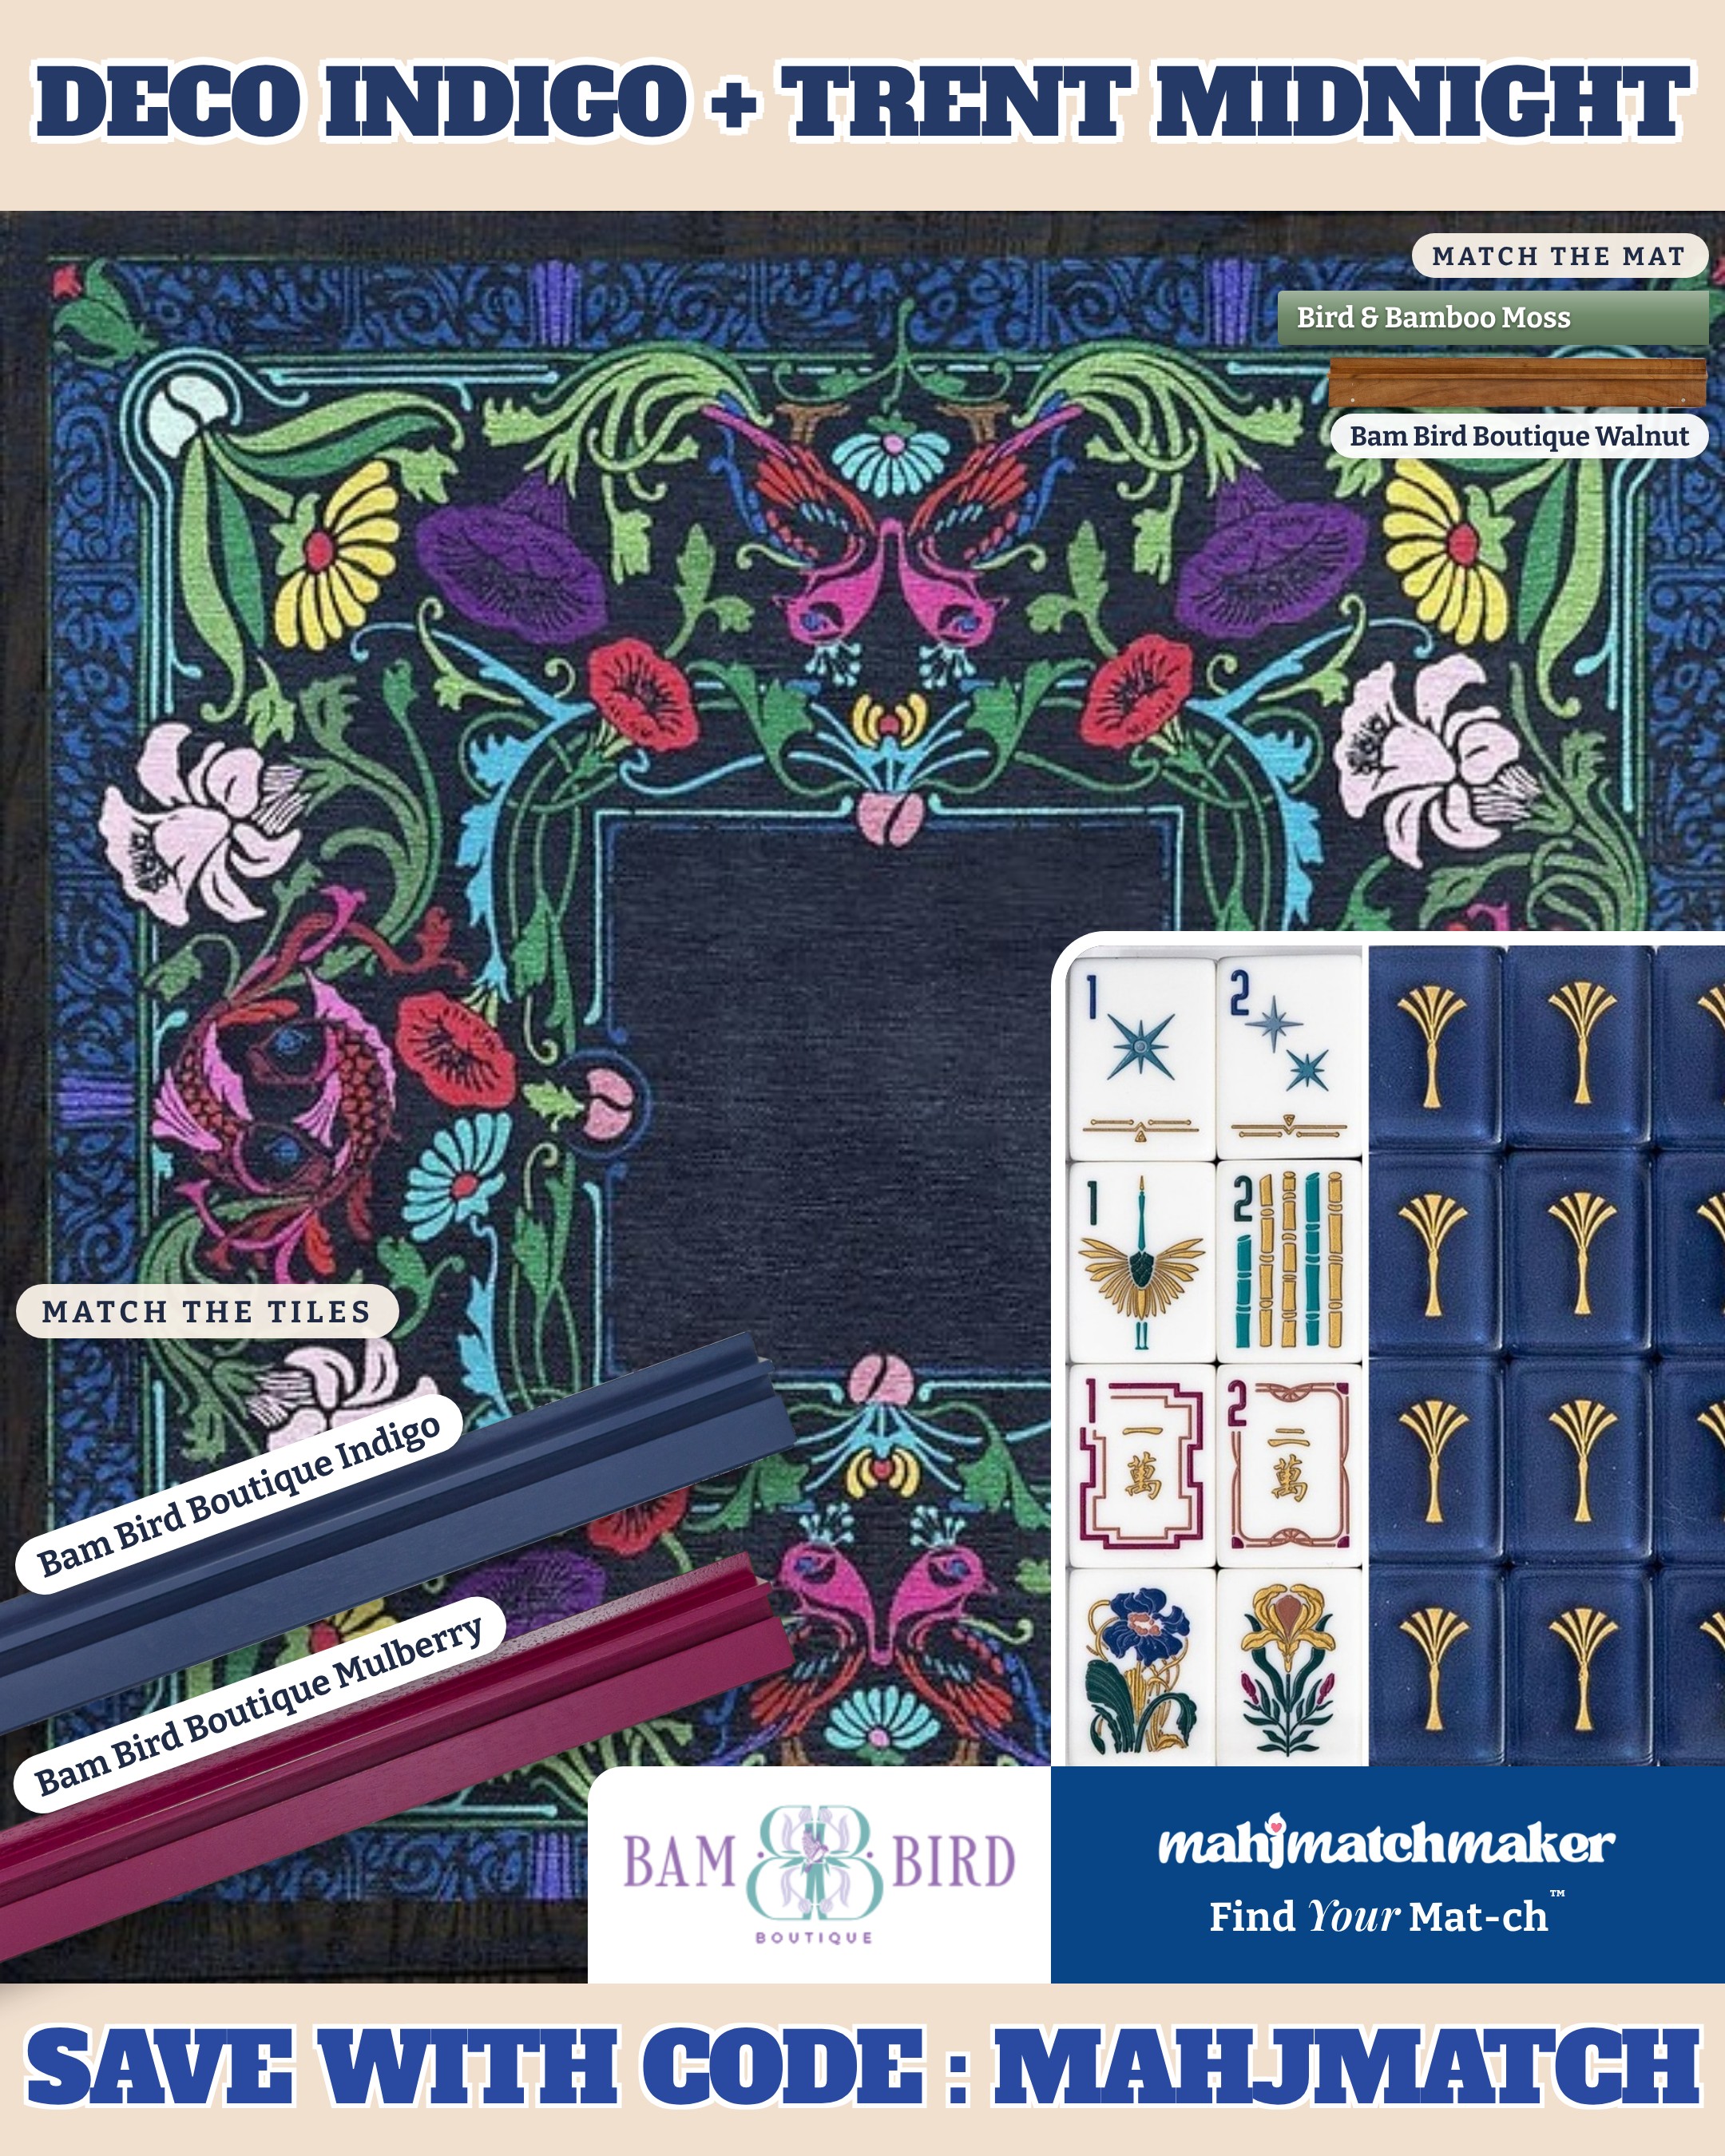 DECO INDIGO + TRENT MIDNIGHT
MATCH THE MAT
Bird & Bamboo Moss
Bam Bird Boutique Walnut
1
2
1
2
1
一
萬
2
二
萬
MATCH THE TILES
Bam Bird Boutique Indigo
Bam Bird Boutique Mulberry
BAM BIRD
BOUTIQUE
mahjmatchmaker
Find Your Mat-ch™
SAVE WITH CODE : MAHJMATCH